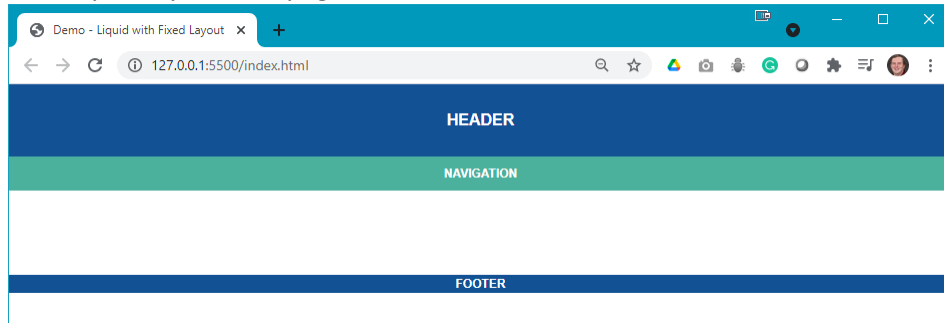 Demo - Liquid with Fixed Layout
127.0.0.1:5500/index.html
HEADER
NAVIGATION
FOOTER